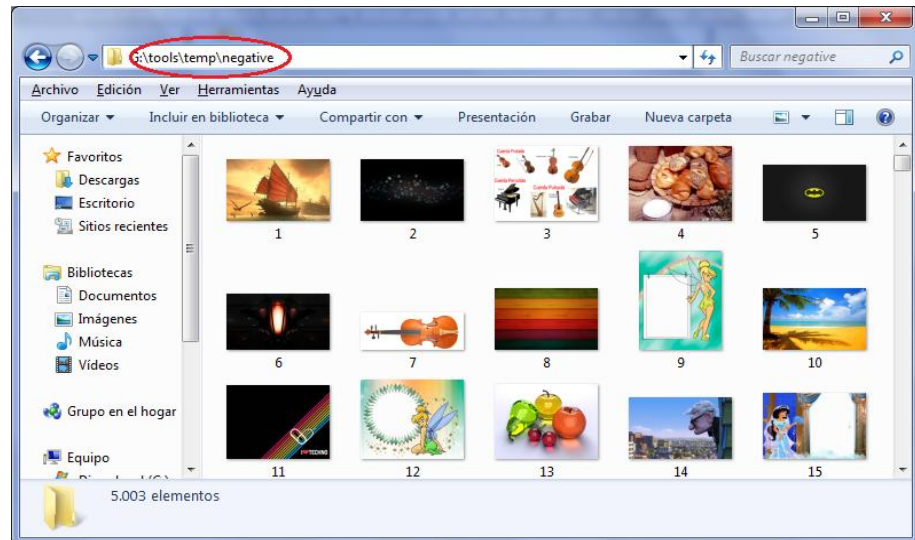 G:\tools\temp\negative
Buscar negative
Archivo Edición Ver Herramientas Ayuda
Organizar Incluir en biblioteca Compartir con Presentación Grabar Nueva carpeta
Favoritos
Descargas
Escritorio
Sitios recientes
Bibliotecas
Documentos
Imágenes
Música
Vídeos
Grupo en el hogar
Equipo
1 2 3 4 5
6 7 8 9 10
11 12 13 14 15
5.003 elementos